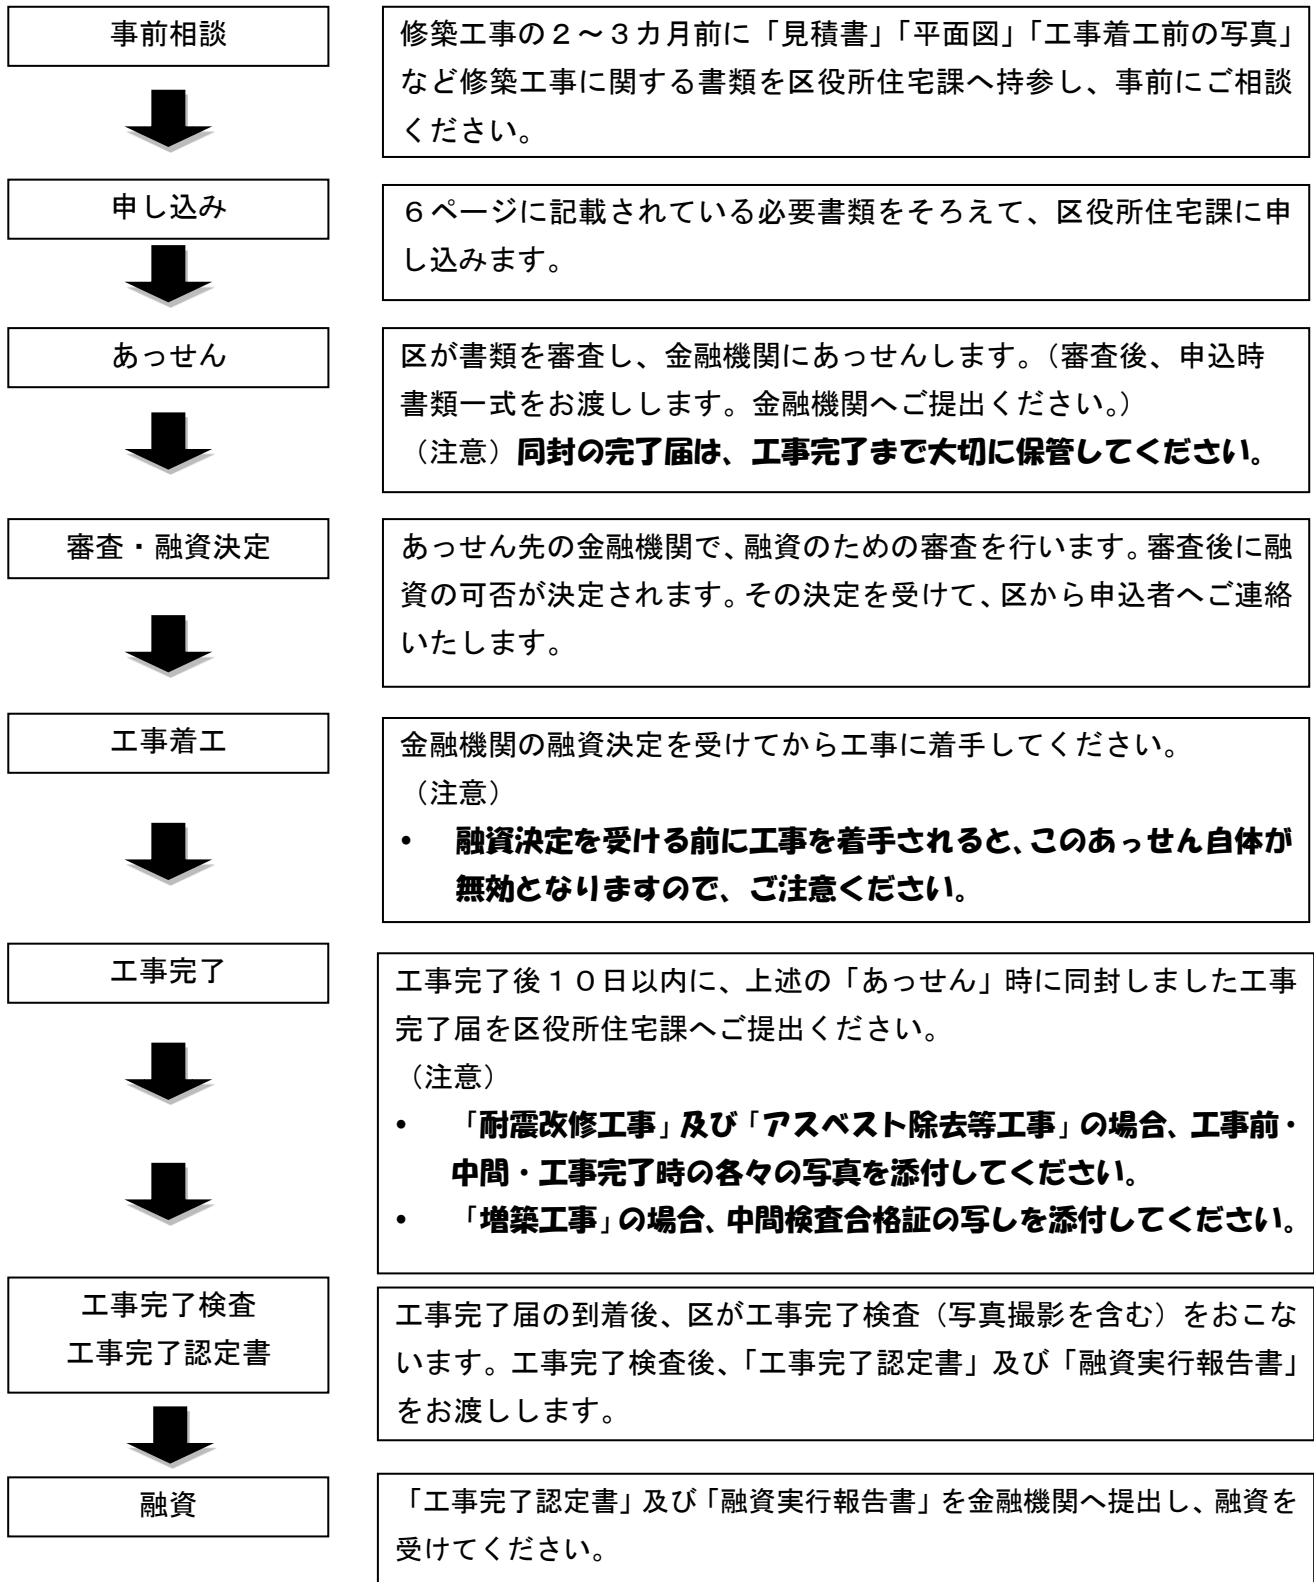 事前相談
修築工事の２～３カ月前に「見積書」「平面図」「工事着工前の写真」
など修築工事に関する書類を区役所住宅課へ持参し、事前にご相談
ください。
申し込み
６ページに記載されている必要書類をそろえて、区役所住宅課に申
し込みます。
あっせん
区が書類を審査し、金融機関にあっせんします。（審査後、申込時
書類一式をお渡しします。金融機関へご提出ください。）
（注意）同封の完了届は、工事完了まで大切に保管してください。
審査・融資決定
あっせん先の金融機関で、融資のための審査を行います。審査後に融
資の可否が決定されます。その決定を受けて、区から申込者へご連絡
いたします。
工事着工
金融機関の融資決定を受けてから工事に着手してください。
（注意）
• 融資決定を受ける前に工事を着手されると、このあっせん自体が
無効となりますので、ご注意ください。
工事完了
工事完了後１０日以内に、上述の「あっせん」時に同封しました工事
完了届を区役所住宅課へご提出ください。
（注意）
• 「耐震改修工事」及び「アスベスト除去等工事」の場合、工事前・
中間・工事完了時の各々の写真を添付してください。
• 「増築工事」の場合、中間検査合格証の写しを添付してください。
工事完了検査
工事完了認定書
工事完了届の到着後、区が工事完了検査（写真撮影を含む）をおこな
います。工事完了検査後、「工事完了認定書」及び「融資実行報告書」
をお渡しします。
融資
「工事完了認定書」及び「融資実行報告書」を金融機関へ提出し、融資を
受けてください。